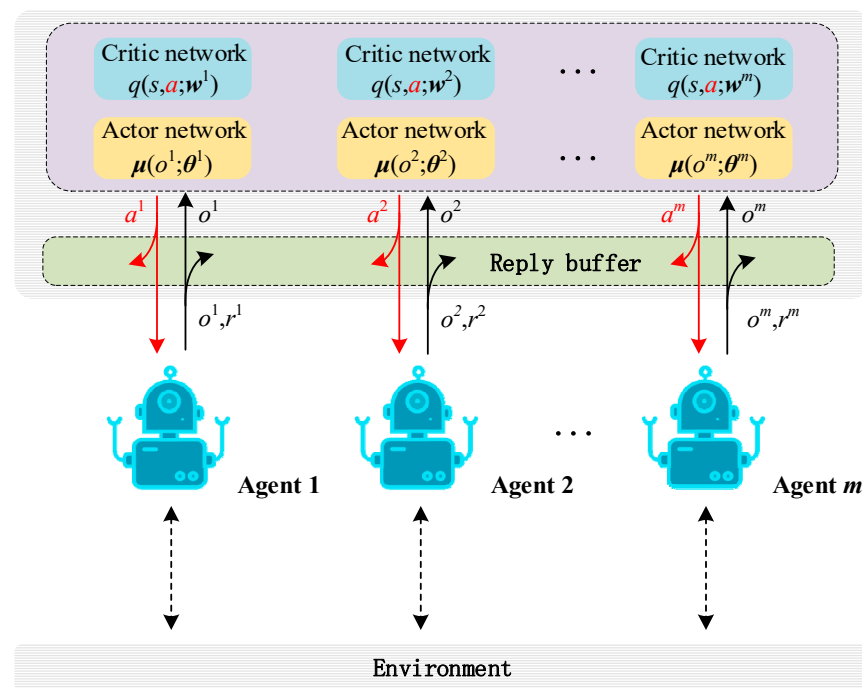 Critic network
q(s,a;w¹)
Critic network
q(s,a;w²)
· · ·
Critic network
q(s,a;wᵐ)
Actor network
μ(o¹;θ¹)
Actor network
μ(o²;θ²)
· · ·
Actor network
μ(oᵐ;θᵐ)
a¹
o¹
a²
o²
aᵐ
oᵐ
Reply buffer
o¹,r¹
o²,r²
oᵐ,rᵐ
· · ·
Agent 1
Agent 2
Agent m
Environment